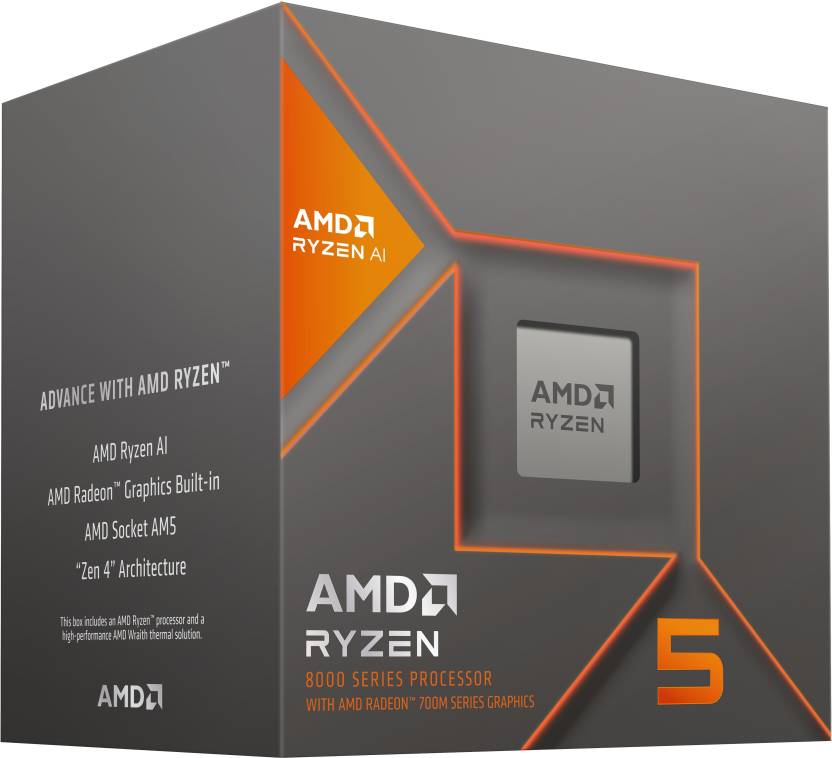 ADVANCE WITH AMD RYZEN™
AMD Ryzen AI
AMD Radeon™ Graphics Built-in
AMD Socket AM5
“Zen 4” Architecture
This box includes an AMD Ryzen™ processor and a
high-performance AMD Wraith thermal solution.
AMD
AMD
RYZEN AI
AMD
RYZEN
AMD
RYZEN
8000 SERIES PROCESSOR
WITH AMD RADEON™ 700M SERIES GRAPHICS
5